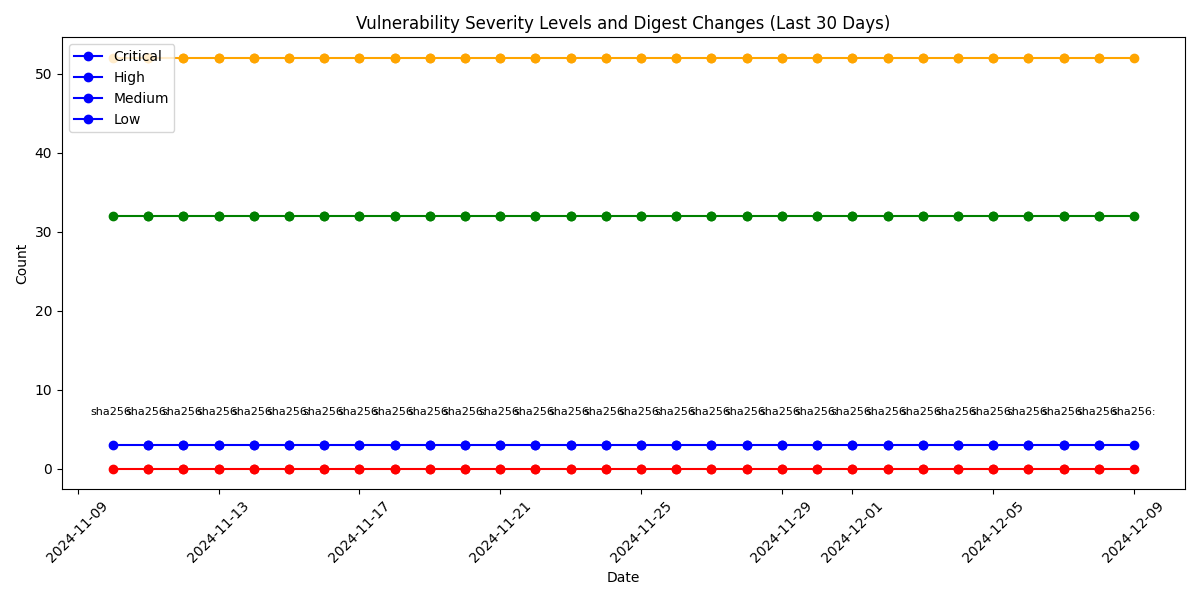 Vulnerability Severity Levels and Digest Changes (Last 30 Days)
Critical
High
Medium
Low
50
40
30
20
10
0
Count
sha256:sha256:sha256:sha256:sha256:sha256:sha256:sha256:sha256:sha256:sha256:sha256:sha256:sha256:sha256:sha256:sha256:sha256:sha256:sha256:sha256:sha256:sha256:sha256:sha256:sha256:sha256:sha256:sha256:sha256:
2024-11-09 2024-11-13 2024-11-17 2024-11-21 2024-11-25 2024-11-29 2024-12-01 2024-12-05 2024-12-09
Date